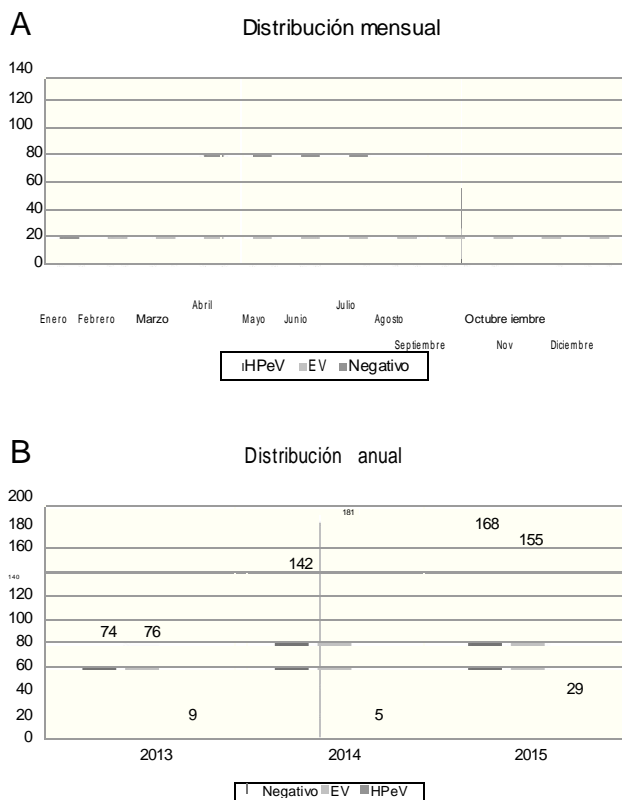 A
Distribución mensual
140
120
100
80
60
40
20
0
Abril
Julio
Enero Febrero Marzo Mayo Junio Agosto Octubre iembre
Septiembre Nov Diciembre
HPeV EV Negativo
B
Distribución anual
200
180
160
140
120
100
80
60
40
20
0
181
168
155
142
74 76
29
9 5
2013 2014 2015
Negativo EV HPeV